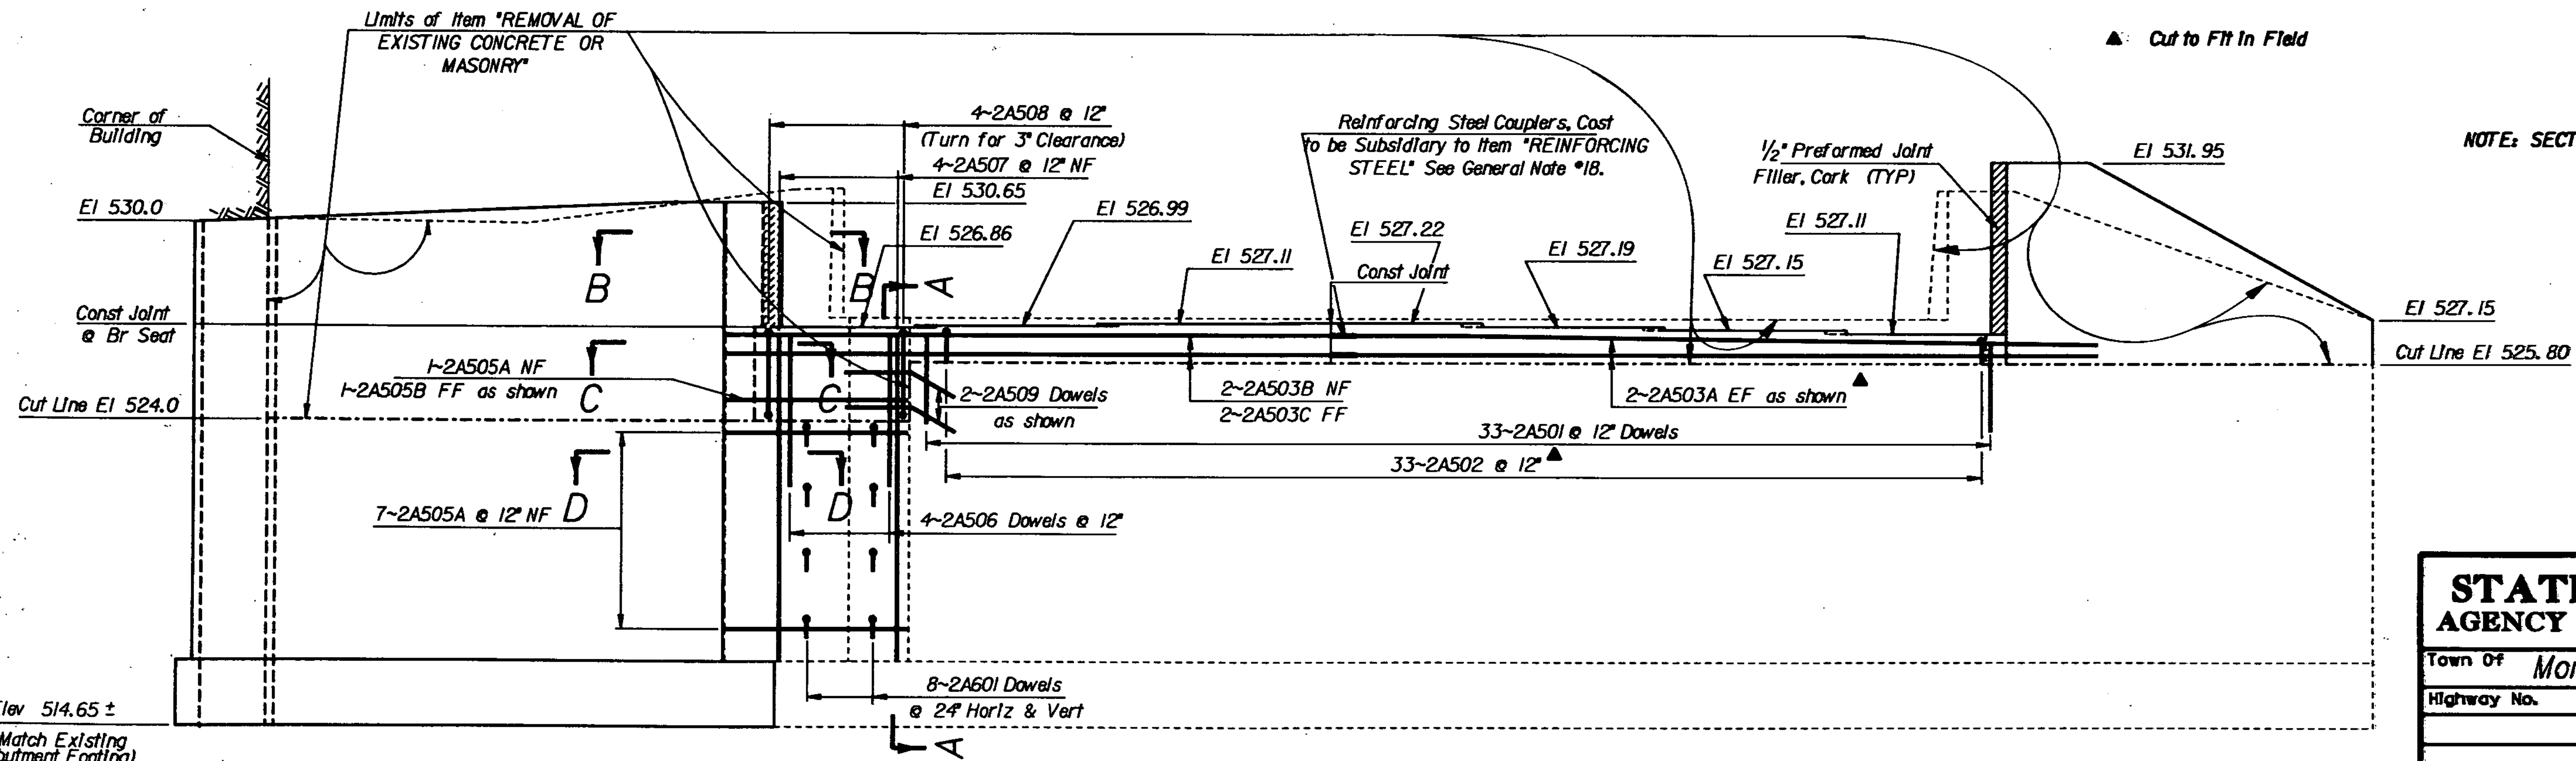 Limits of Item "REMOVAL OF
EXISTING CONCRETE OR
MASONRY"
▲ Cut to Fit in Field
Corner of
Building
4~2A508 @ 12"
(Turn for 3" Clearance)
4~2A507 @ 12" NF
El 530.65
Reinforcing Steel Couplers, Cost
to be Subsidiary to Item "REINFORCING
STEEL" See General Note #18.
1/2" Preformed Joint
Filler, Cork (TYP)
El 531.95
NOTE: SECT
El 530.0
El 526.86
El 526.99
El 527.11
El 527.22
Const Joint
El 527.19
El 527.15
El 527.11
B
B
A
Const Joint
@ Br Seat
El 527.15
Cut Line El 525.80
1~2A505A NF
1~2A505B FF as shown
C
C
2~2A509 Dowels
as shown
2~2A503B NF
2~2A503C FF
2~2A503A EF as shown ▲
Cut Line El 524.0
33~2A501 @ 12" Dowels
33~2A502 @ 12" ▲
D
D
7~2A505A @ 12" NF
4~2A506 Dowels @ 12"
8~2A601 Dowels
@ 24" Horiz & Vert
A
lev 514.65 ±
Match Existing
butment Footing)
STAT
AGENCY
Town Of Mo
Highway No.